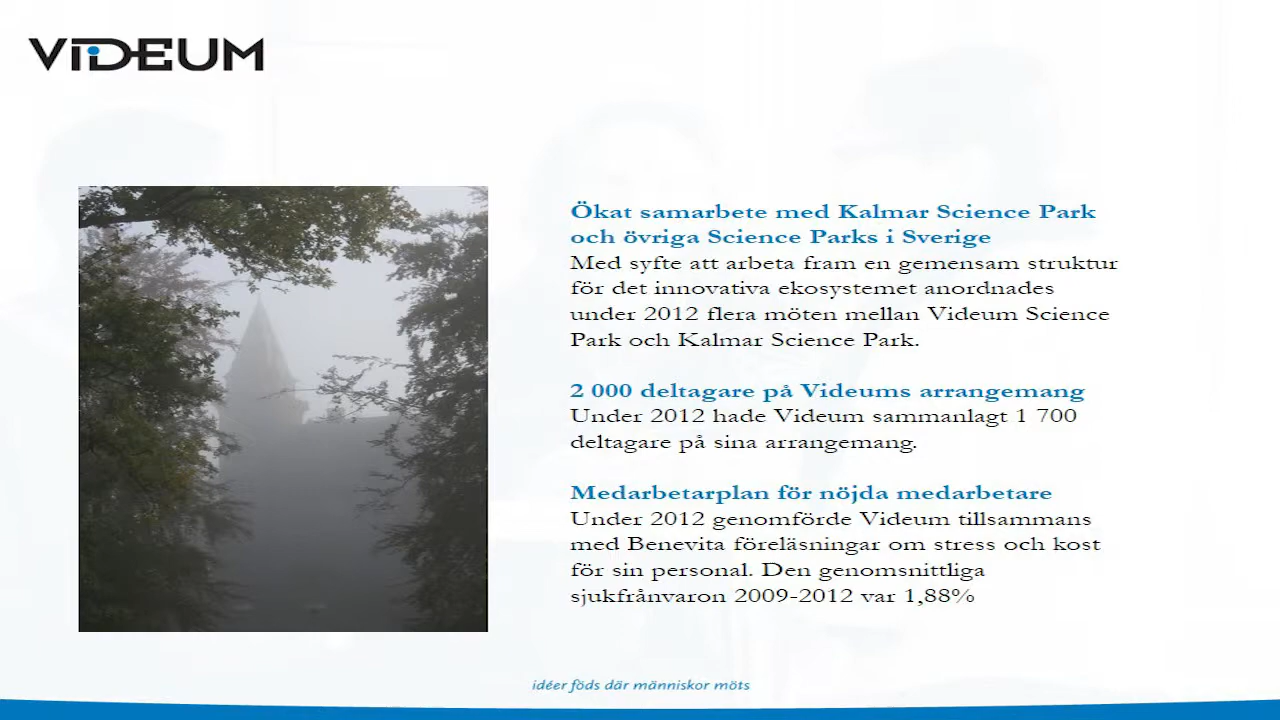 VIDEUM
Ökat samarbete med Kalmar Science Park
och övriga Science Parks i Sverige
Med syfte att arbeta fram en gemensam struktur
för det innovativa ekosystemet anordnades
under 2012 flera möten mellan Videum Science
Park och Kalmar Science Park.
2 000 deltagare på Videums arrangemang
Under 2012 hade Videum sammanlagt 1 700
deltagare på sina arrangemang.
Medarbetarplan för nöjda medarbetare
Under 2012 genomförde Videum tillsammans
med Benevita föreläsningar om stress och kost
för sin personal. Den genomsnittliga
sjukfrånvaron 2009-2012 var 1,88%
idéer föds där människor möts